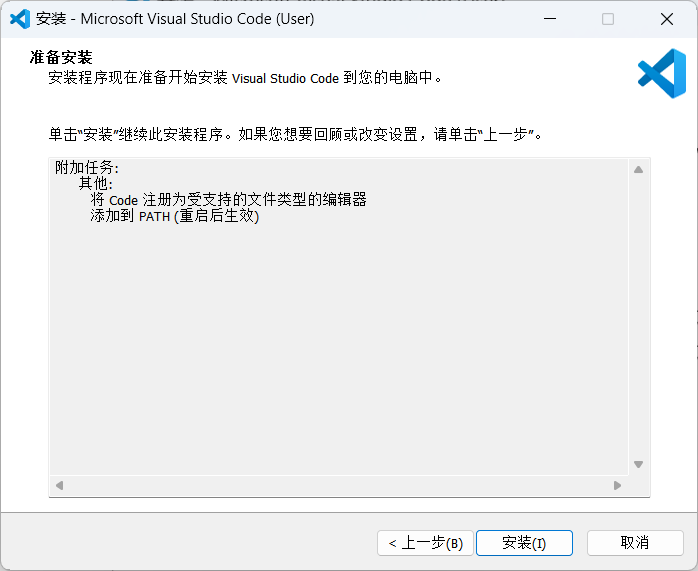 安装 - Microsoft Visual Studio Code (User)
准备安装
安装程序现在准备开始安装 Visual Studio Code 到您的电脑中。
单击“安装”继续此安装程序。如果您想要回顾或改变设置，请单击“上一步”。
附加任务:
其他:
将 Code 注册为受支持的文件类型的编辑器
添加到 PATH (重启后生效)
< 上一步(B)
安装(I)
取消